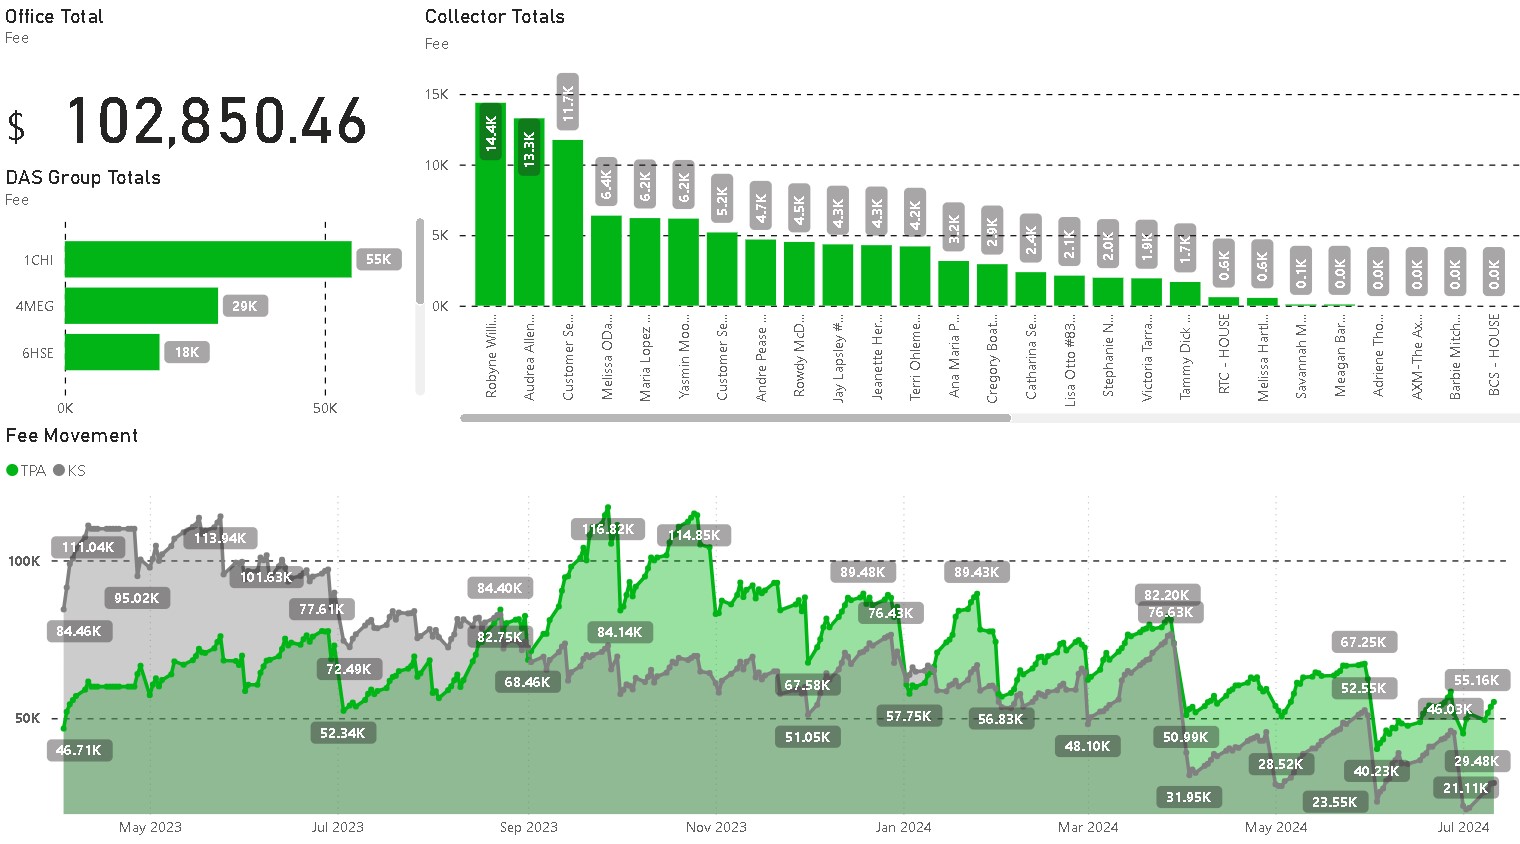 Office Total
Fee
$ 102,850.46
DAS Group Totals
Fee
1CHI 55K
4MEG 29K
6HSE 18K
0K 50K
Collector Totals
Fee
15K
10K
5K
0K
14.4K 13.3K 11.7K 6.4K 6.2K 6.2K 5.2K 4.7K 4.5K 4.3K 4.3K 4.2K 3.2K 2.9K 2.4K 2.1K 2.0K 1.9K 1.7K 0.6K 0.6K 0.1K 0.0K 0.0K 0.0K 0.0K 0.0K
Robyne Willi...
Audrea Allen...
Customer Se...
Melissa ODa...
Maria Lopez ...
Yasmin Moo...
Customer Se...
Andre Pease ...
Rowdy McD...
Jay Lapsley #...
Jeanette Her...
Terri Ohleme...
Ana Maria P...
Gregory Boat...
Catharina Se...
Lisa Otto #83...
Stephanie N...
Victoria Tarra...
Tammy Dick ...
RTC - HOUSE
Melissa Hartl...
Savannah M...
Meagan Bar...
Adriene Tho...
AXM-The Ax...
Barbie Mitch...
BCS - HOUSE
Fee Movement
TPA KS
100K
50K
111.04K 113.94K 116.82K 114.85K
95.02K 101.63K 77.61K 84.40K 89.48K 89.43K 82.20K
84.46K 72.49K 82.75K 84.14K 76.43K 76.63K 67.25K
68.46K 67.58K 52.55K 55.16K
46.71K 52.34K 51.05K 57.75K 56.83K 48.10K 50.99K 46.03K
28.52K 40.23K 29.48K
31.95K 23.55K 21.11K
May 2023 Jul 2023 Sep 2023 Nov 2023 Jan 2024 Mar 2024 May 2024 Jul 2024